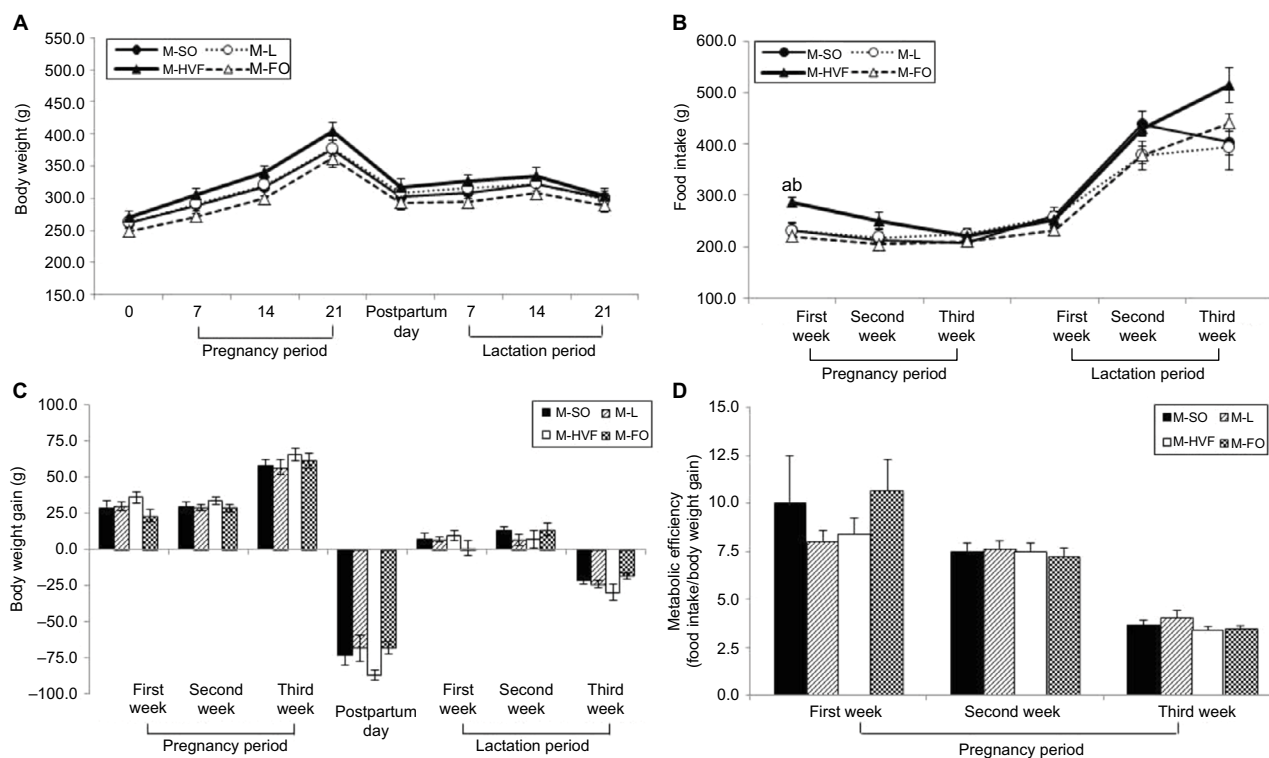 A
550.0
500.0
450.0
400.0
350.0
300.0
250.0
200.0
150.0
Body weight (g)
M-SO M-L
M-HVF M-FO
0 7 14 21 Postpartum day 7 14 21
Pregnancy period Lactation period
B
600.0
500.0
400.0
300.0
200.0
100.0
Food intake (g)
M-SO M-L
M-HVF M-FO
ab
First week Second week Third week First week Second week Third week
Pregnancy period Lactation period
C
100.0
75.0
50.0
25.0
0.0
–25.0
–50.0
–75.0
–100.0
Body weight gain (g)
M-SO M-L
M-HVF M-FO
First week Second week Third week Postpartum day First week Second week Third week
Pregnancy period Lactation period
D
15.0
12.5
10.0
7.5
5.0
2.5
0.0
Metabolic efficiency
(food intake/body weight gain)
M-SO M-L
M-HVF M-FO
First week Second week Third week
Pregnancy period